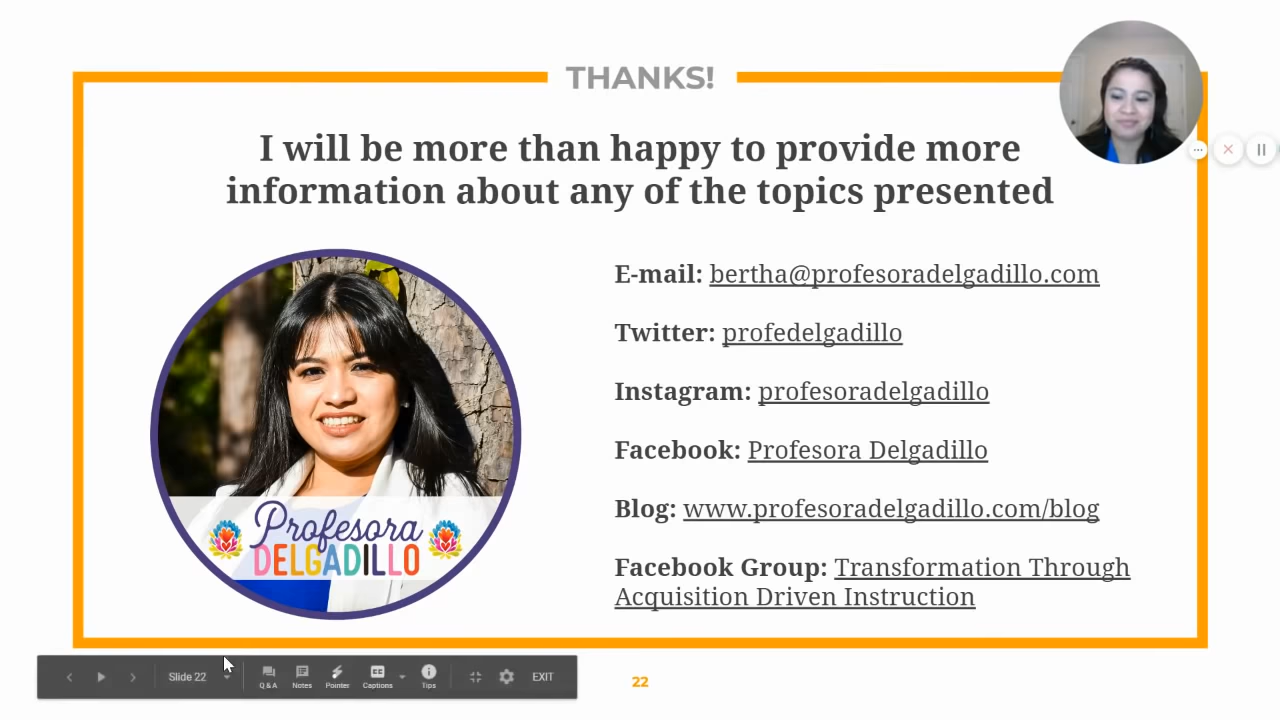 THANKS!
I will be more than happy to provide more
information about any of the topics presented
E-mail: bertha@profesoradelgadillo.com
Twitter: profedelgadillo
Instagram: profesoradelgadillo
Facebook: Profesora Delgadillo
Blog: www.profesoradelgadillo.com/blog
Facebook Group: Transformation Through
Acquisition Driven Instruction
Profesora
DELGADILLO
Slide 22
Q & A
Notes
Pointer
CC
Captions
Tips
EXIT
22